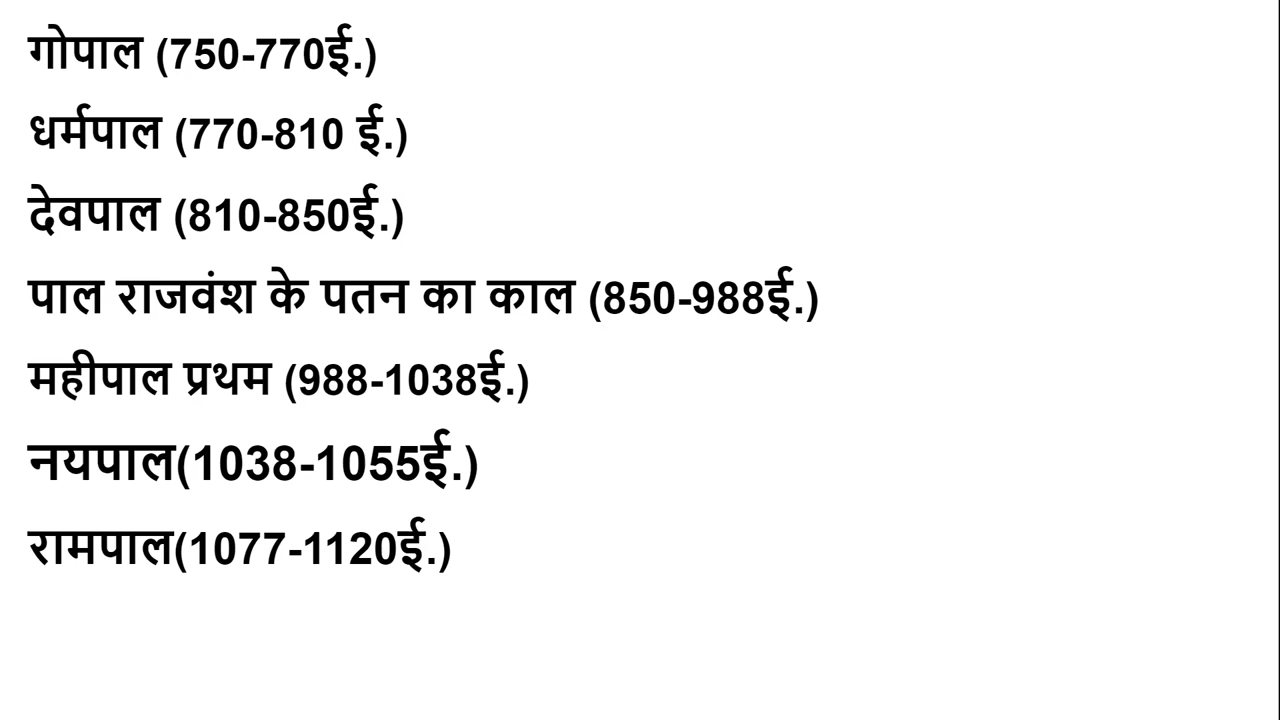 गोपाल (750-770ई.)
धर्मपाल (770-810 ई.)
देवपाल (810-850ई.)
पाल राजवंश के पतन का काल (850-988ई.)
महीपाल प्रथम (988-1038ई.)
नयपाल(1038-1055ई.)
रामपाल(1077-1120ई.)